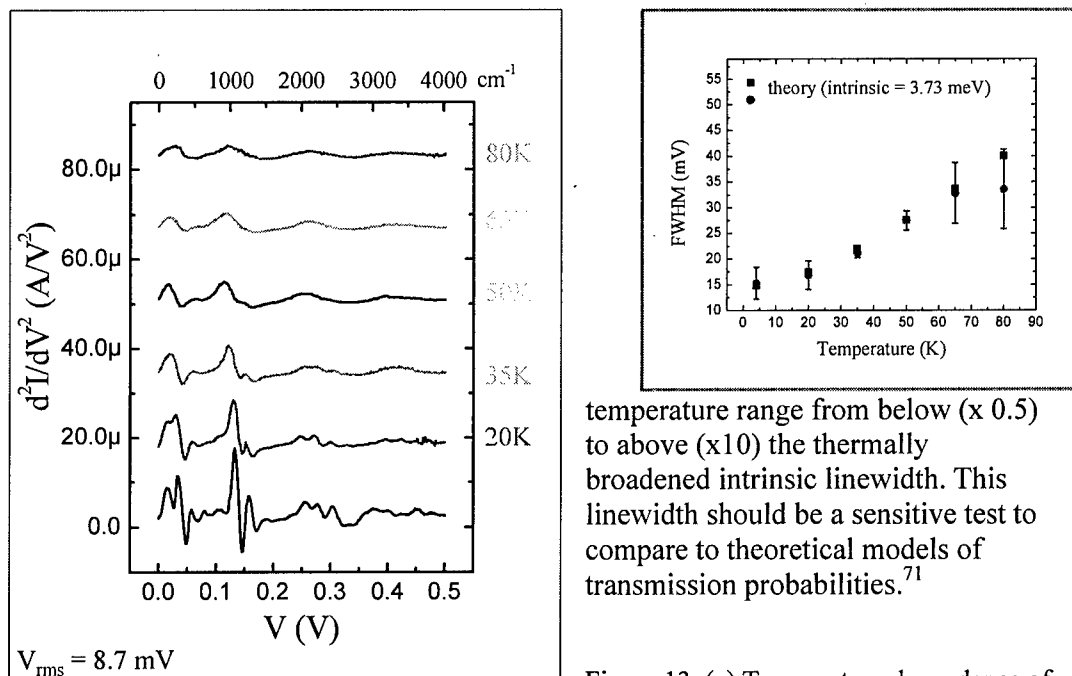 0 1000 2000 3000 4000 cm⁻¹
80K
50K
35K
20K
80.0µ
60.0µ
40.0µ
20.0µ
0.0
d²I/dV² (A/V²)
0.0 0.1 0.2 0.3 0.4 0.5
V (V)
V_rms = 8.7 mV
theory (intrinsic = 3.73 meV)
55
50
45
40
35
30
25
20
15
10
FWHM (mV)
0 10 20 30 40 50 60 70 80 90
Temperature (K)
temperature range from below (x 0.5)
to above (x10) the thermally
broadened intrinsic linewidth. This
linewidth should be a sensitive test to
compare to theoretical models of
transmission probabilities.⁷¹